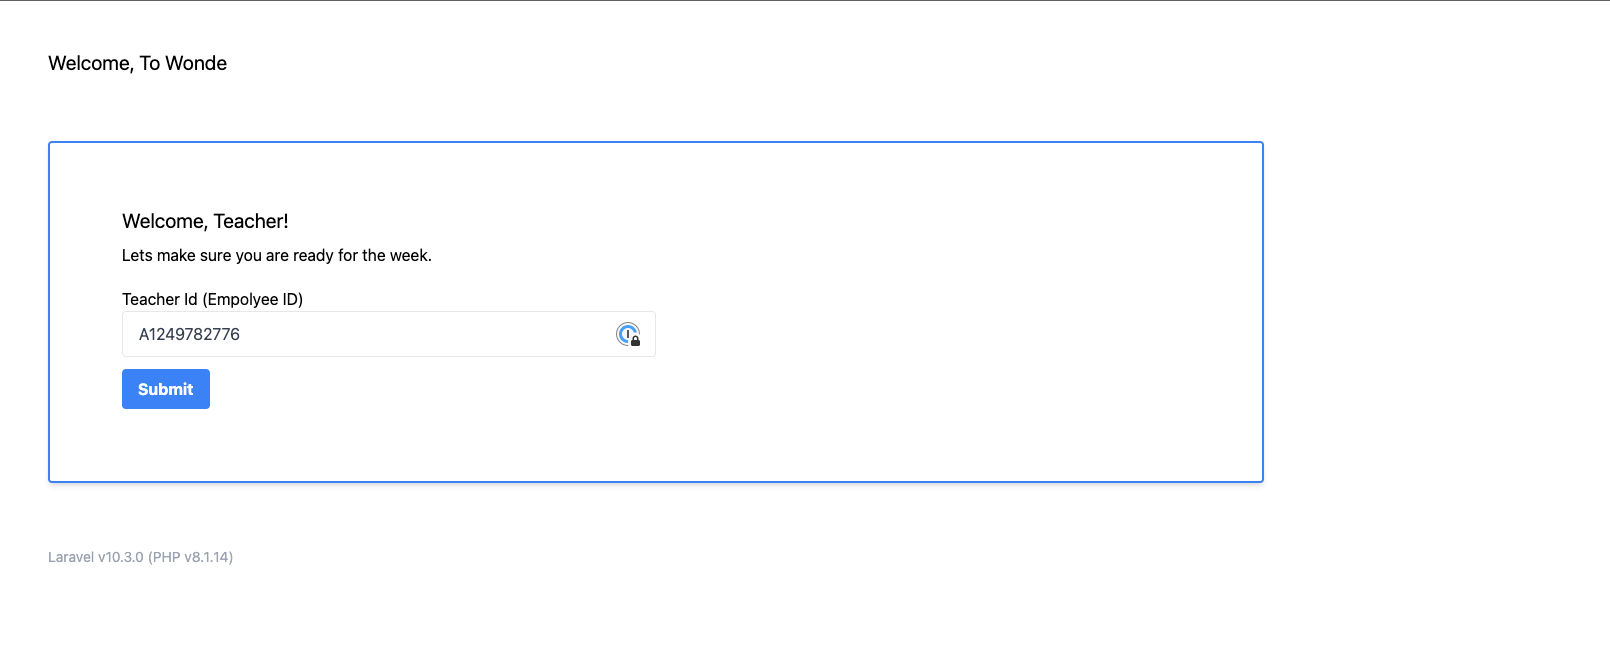 Welcome, To Wonde
Welcome, Teacher!
Lets make sure you are ready for the week.
Teacher Id (Empolyee ID)
A1249782776
Submit
Laravel v10.3.0 (PHP v8.1.14)